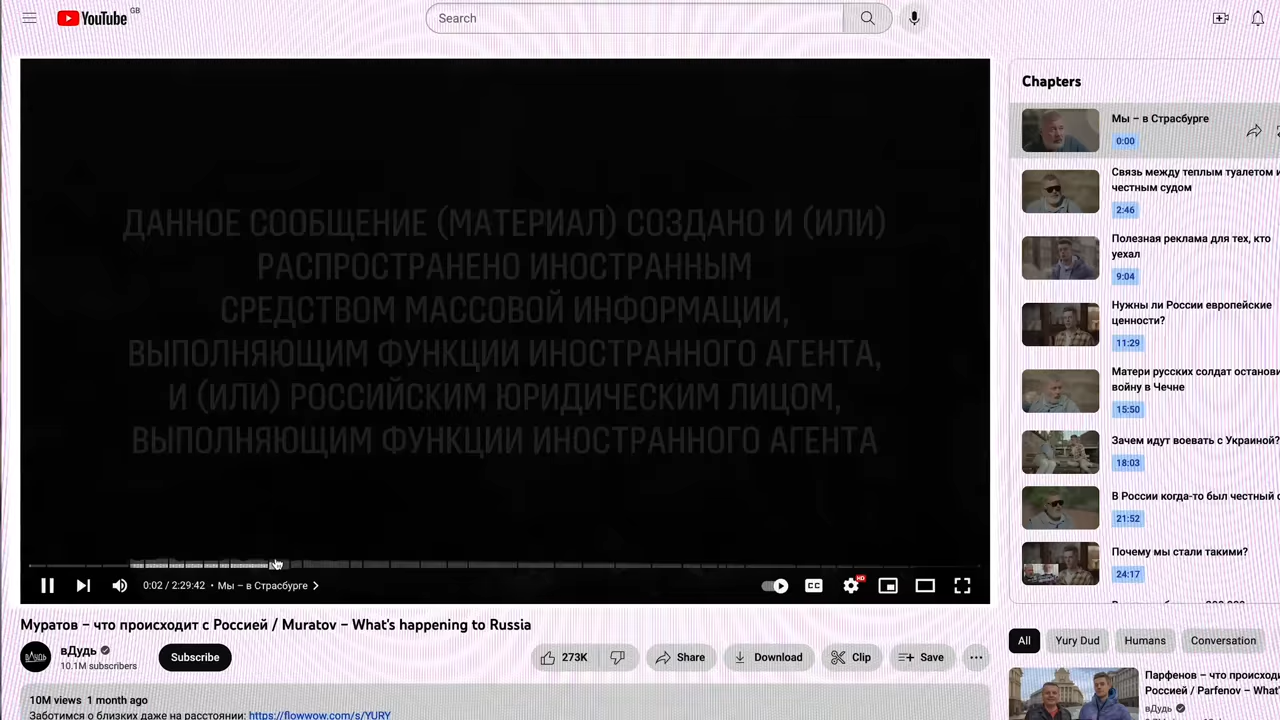 YouTube
GB
Search
ДАННОЕ СООБЩЕНИЕ (МАТЕРИАЛ) СОЗДАНО И (ИЛИ)
РАСПРОСТРАНЕНО ИНОСТРАННЫМ
СРЕДСТВОМ МАССОВОЙ ИНФОРМАЦИИ,
ВЫПОЛНЯЮЩИМ ФУНКЦИИ ИНОСТРАННОГО АГЕНТА,
И (ИЛИ) РОССИЙСКИМ ЮРИДИЧЕСКИМ ЛИЦОМ,
ВЫПОЛНЯЮЩИМ ФУНКЦИИ ИНОСТРАННОГО АГЕНТА
0:02 / 2:29:42 • Мы – в Страсбурге
CC
HD
Муратов – что происходит с Россией / Muratov – What's happening to Russia
вДудь
10.1M subscribers
Subscribe
273K
Share
Download
Clip
Save
10M views 1 month ago
Заботимся о близких даже на расстоянии: https://flowwow.com/s/YURY
Chapters
Мы – в Страсбурге
0:00
Связь между теплым туалетом и
честным судом
2:46
Полезная реклама для тех, кто
уехал
9:04
Нужны ли России европейские
ценности?
11:29
Матери русских солдат останови
войну в Чечне
15:50
Зачем идут воевать с Украиной?
18:03
В России когда-то был честный с
21:52
Почему мы стали такими?
24:17
All
Yury Dud
Humans
Conversation
Парфенов – что происходи
Россией / Parfenov – What'
вДудь